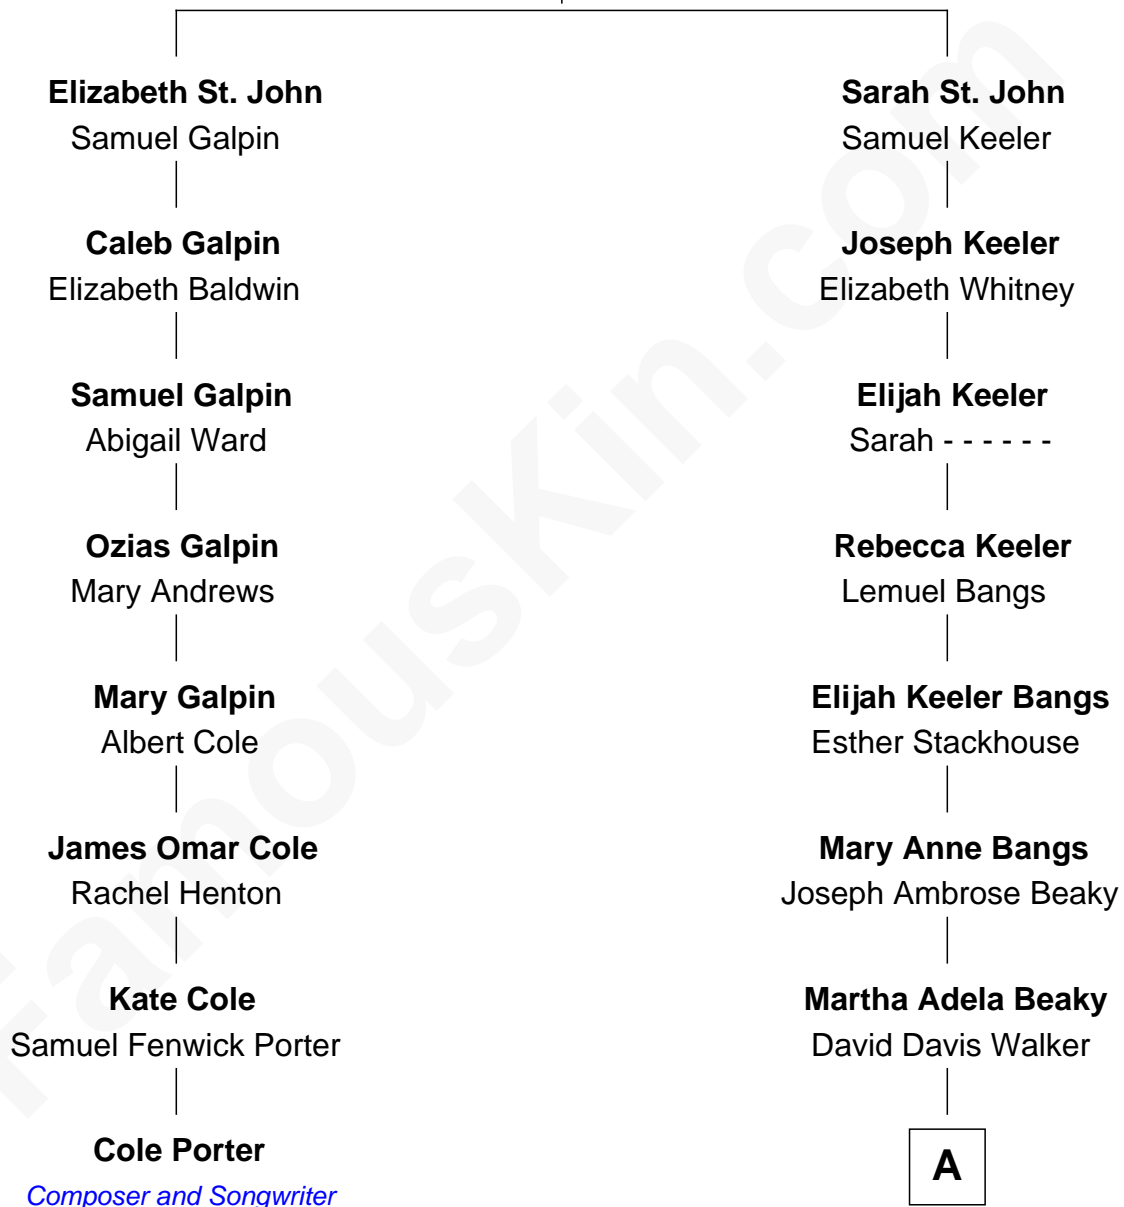 Elizabeth St. John
Samuel Galpin
Caleb Galpin
Elizabeth Baldwin
Samuel Galpin
Abigail Ward
Ozias Galpin
Mary Andrews
Mary Galpin
Albert Cole
James Omar Cole
Rachel Henton
Kate Cole
Samuel Fenwick Porter
Cole Porter
Composer and Songwriter
Sarah St. John
Samuel Keeler
Joseph Keeler
Elizabeth Whitney
Elijah Keeler
Sarah - - - - - -
Rebecca Keeler
Lemuel Bangs
Elijah Keeler Bangs
Esther Stackhouse
Mary Anne Bangs
Joseph Ambrose Beaky
Martha Adela Beaky
David Davis Walker
A
FamousKin.com